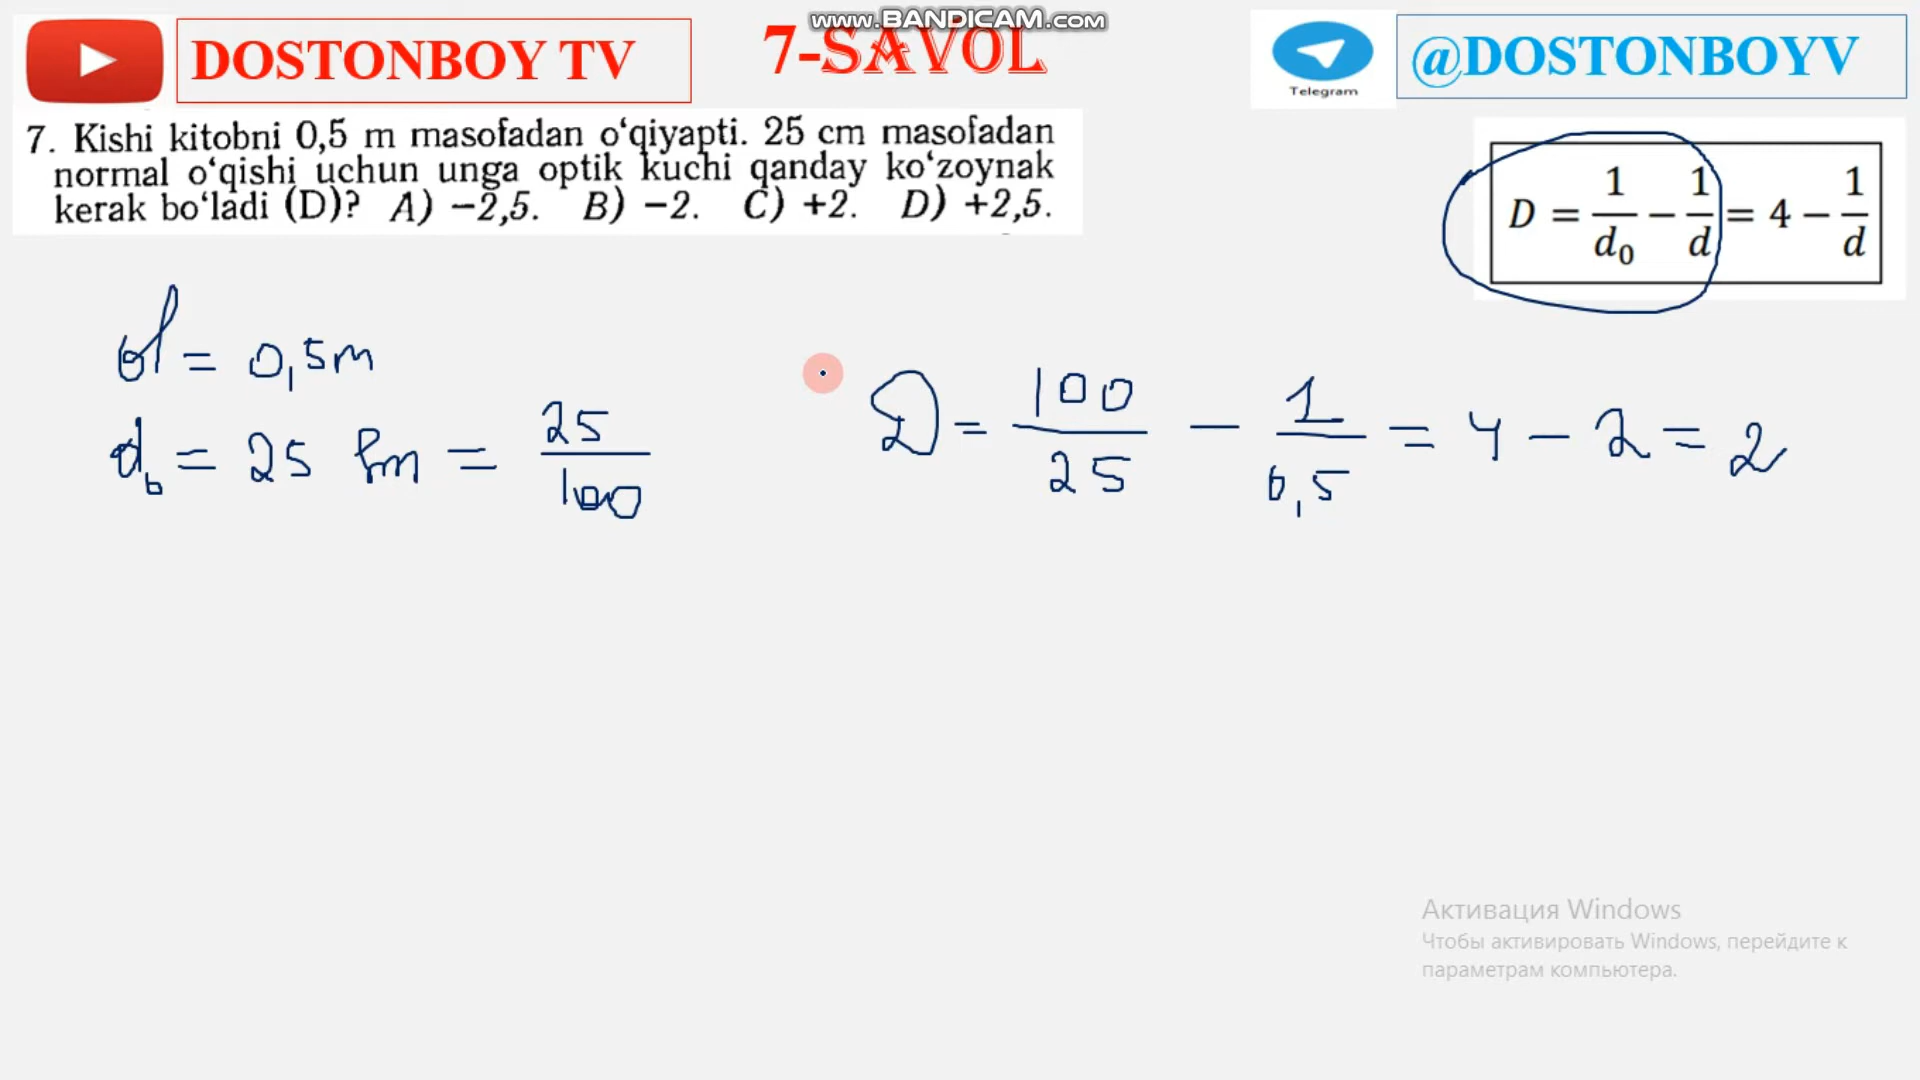 www.BANDICAM.com
DOSTONBOY TV
7-SAVOL
Telegram
@DOSTONBOYV
7. Kishi kitobni 0,5 m masofadan o‘qiyapti. 25 cm masofadan
normal o‘qishi uchun unga optik kuchi qanday ko‘zoynak
kerak bo‘ladi (D)? A) −2,5. B) −2. C) +2. D) +2,5.
D = 1/d₀ − 1/d = 4 − 1/d
d = 0,5m
d₀ = 25 sm = 25/100
D = 100/25 − 1/0,5 = 4 − 2 = 2
Активация Windows
Чтобы активировать Windows, перейдите к
параметрам компьютера.